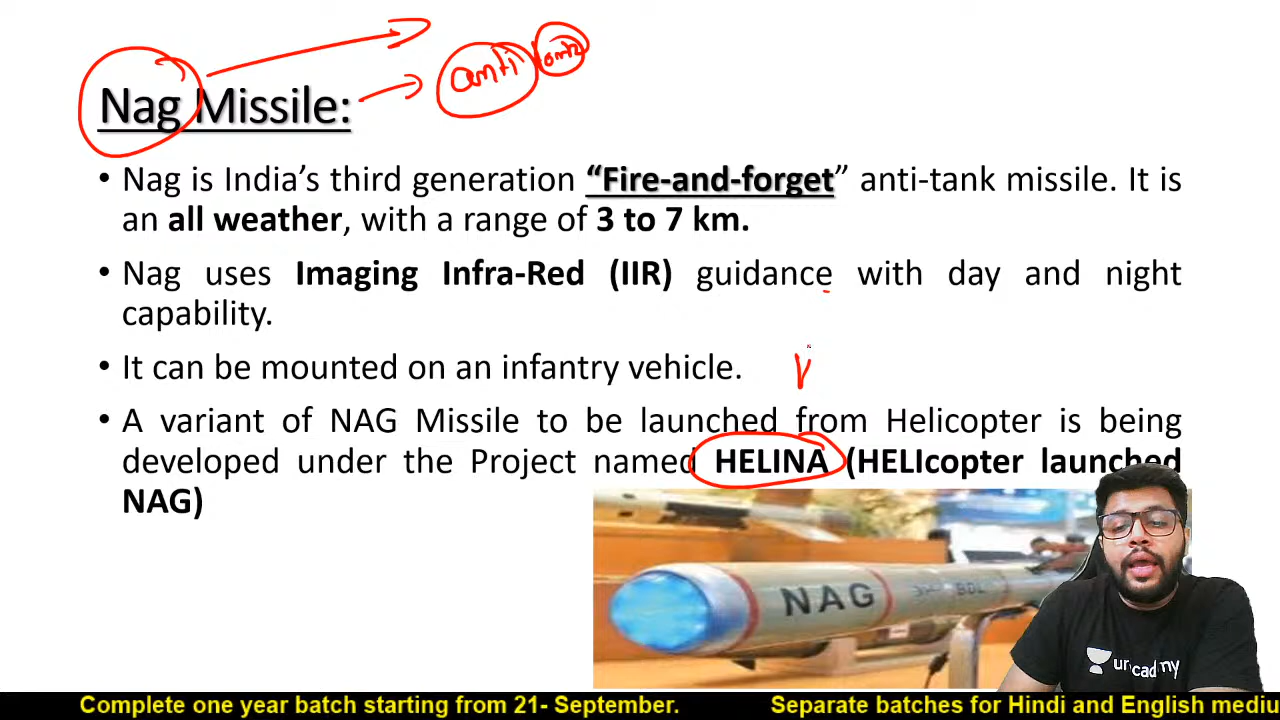 anti
Nag Missile:
• Nag is India’s third generation “Fire-and-forget” anti-tank missile. It is
an all weather, with a range of 3 to 7 km.
• Nag uses Imaging Infra-Red (IIR) guidance with day and night
capability.
• It can be mounted on an infantry vehicle.
• A variant of NAG Missile to be launched from Helicopter is being
developed under the Project named HELINA (HELIcopter launched
NAG)
NAG
BDL
unacademy
Complete one year batch starting from 21- September. Separate batches for Hindi and English mediu